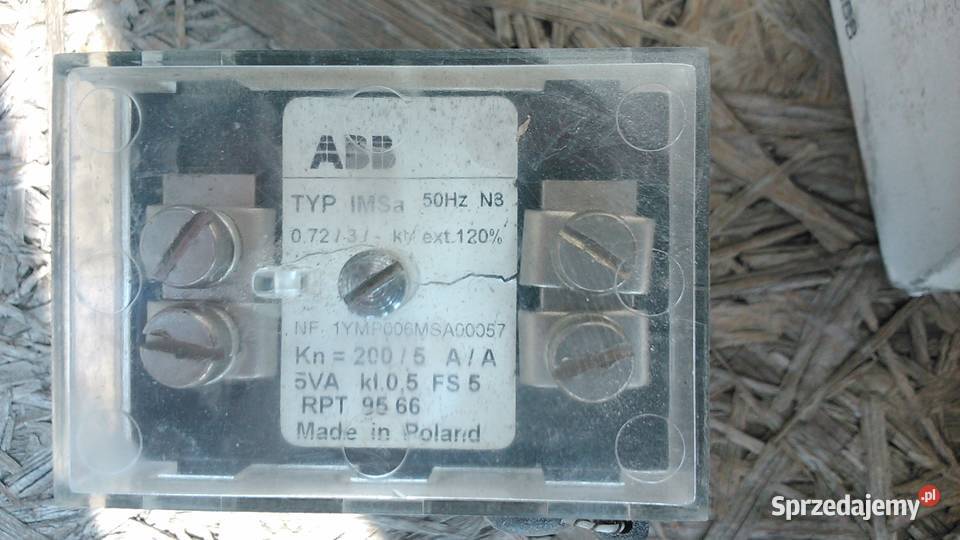 ABB
TYP IMSa 50Hz N3
0.72 / 3 / - kV ext.120%
NF. 1YMP006MSA00057
Kn = 200 / 5 A / A
5VA kl.0,5 FS 5
RPT 95 66
Made in Poland
Sprzedajemy.pl